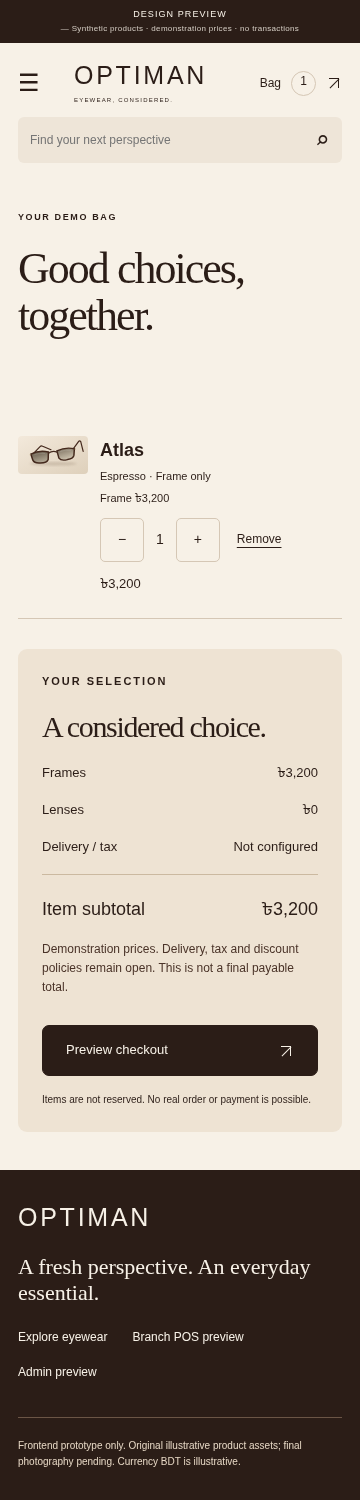 DESIGN PREVIEW
— Synthetic products · demonstration prices · no transactions
OPTIMAN
EYEWEAR, CONSIDERED.
Bag 1
Find your next perspective
YOUR DEMO BAG
Good choices,
together.
Atlas
Espresso · Frame only
Frame ৳3,200
− 1 + Remove
৳3,200
YOUR SELECTION
A considered choice.
Frames ৳3,200
Lenses ৳0
Delivery / tax Not configured
Item subtotal ৳3,200
Demonstration prices. Delivery, tax and discount
policies remain open. This is not a final payable
total.
Preview checkout
Items are not reserved. No real order or payment is possible.
OPTIMAN
A fresh perspective. An everyday
essential.
Explore eyewear Branch POS preview
Admin preview
Frontend prototype only. Original illustrative product assets; final
photography pending. Currency BDT is illustrative.